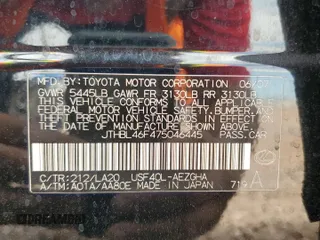 MFD. BY: TOYOTA MOTOR CORPORATION 06/07
GVWR 5445LB GAWR FR 3130LB RR 3130LB
THIS VEHICLE CONFORMS TO ALL APPLICABLE
FEDERAL MOTOR VEHICLE SAFETY, BUMPER, AND
THEFT PREVENTION STANDARDS IN EFFECT ON
THE DATE OF MANUFACTURE SHOWN ABOVE.
JTHBL46F475046445 PASS.CAR
C/TR:212/LA20 USF40L-AEZGHA
A/TM:A01A/AA80E MADE IN JAPAN
A